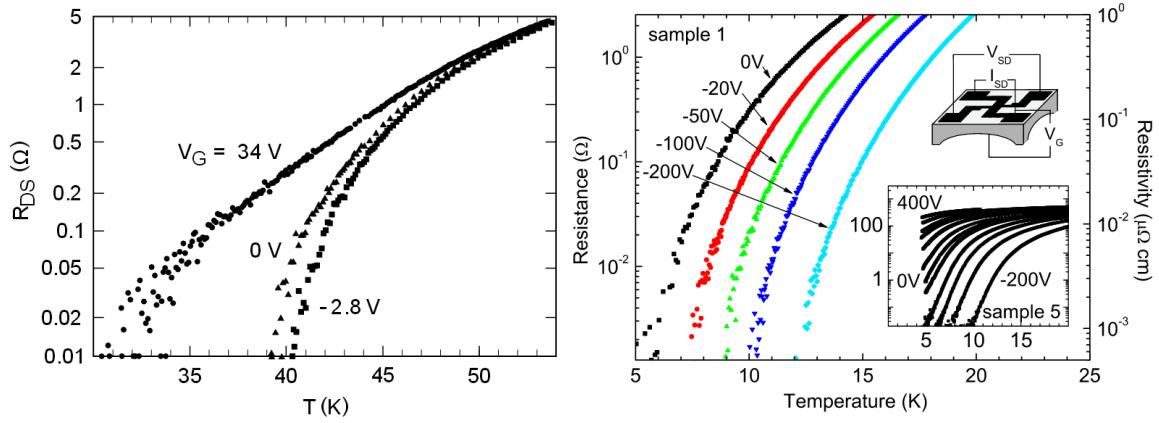 5
2
1
0.5
0.2
0.1
0.05
0.02
0.01
R_DS (Ω)
V_G = 34 V
0 V
-2.8 V
35 40 45 50
T (K)
sample 1
10^0
10^-1
10^-2
Resistance (Ω)
0V
-20V
-50V
-100V
-200V
V_SD
I_SD
V_G
10^0
10^-1
10^-2
10^-3
Resistivity (μΩ cm)
400V
100
1
0V
-200V
sample 5
5 10 15
5 10 15 20 25
Temperature (K)